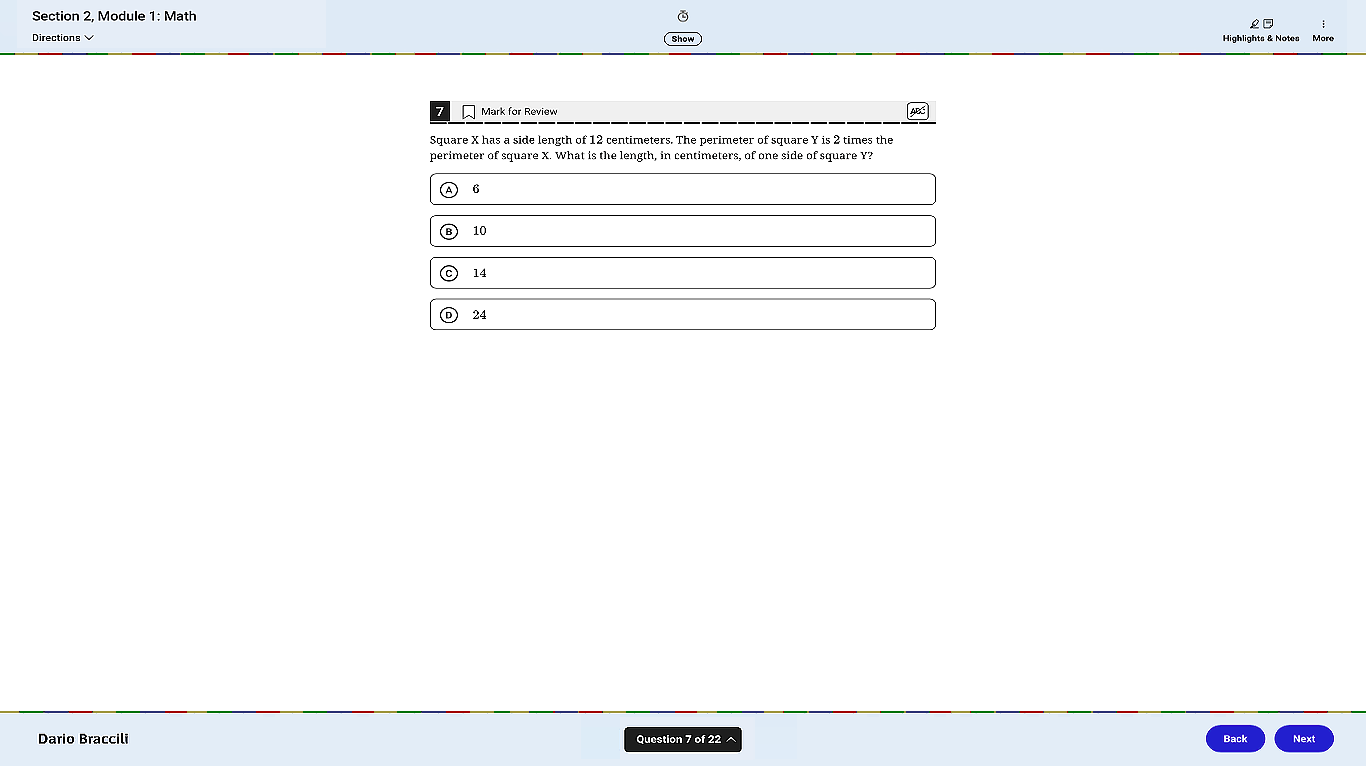 Section 2, Module 1: Math
Directions
Show
Highlights & Notes
More
7 Mark for Review ABC
Square X has a side length of 12 centimeters. The perimeter of square Y is 2 times the
perimeter of square X. What is the length, in centimeters, of one side of square Y?
A 6
B 10
C 14
D 24
Dario Braccili
Question 7 of 22
Back
Next